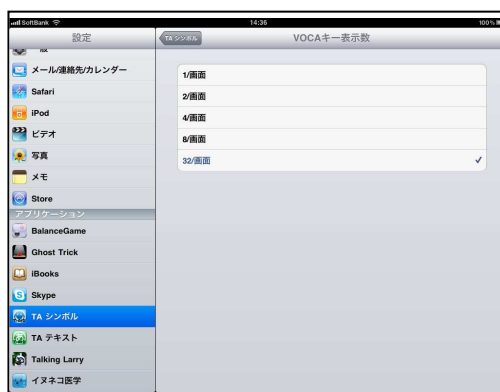 SoftBank 14:36 100%
設定
TA シンボル
VOCAキー表示数
一般
メール/連絡先/カレンダー
Safari
iPod
ビデオ
写真
メモ
Store
アプリケーション
BalanceGame
Ghost Trick
iBooks
Skype
TA シンボル
TA テキスト
Talking Larry
イヌネコ医学
1/画面
2/画面
4/画面
8/画面
32/画面